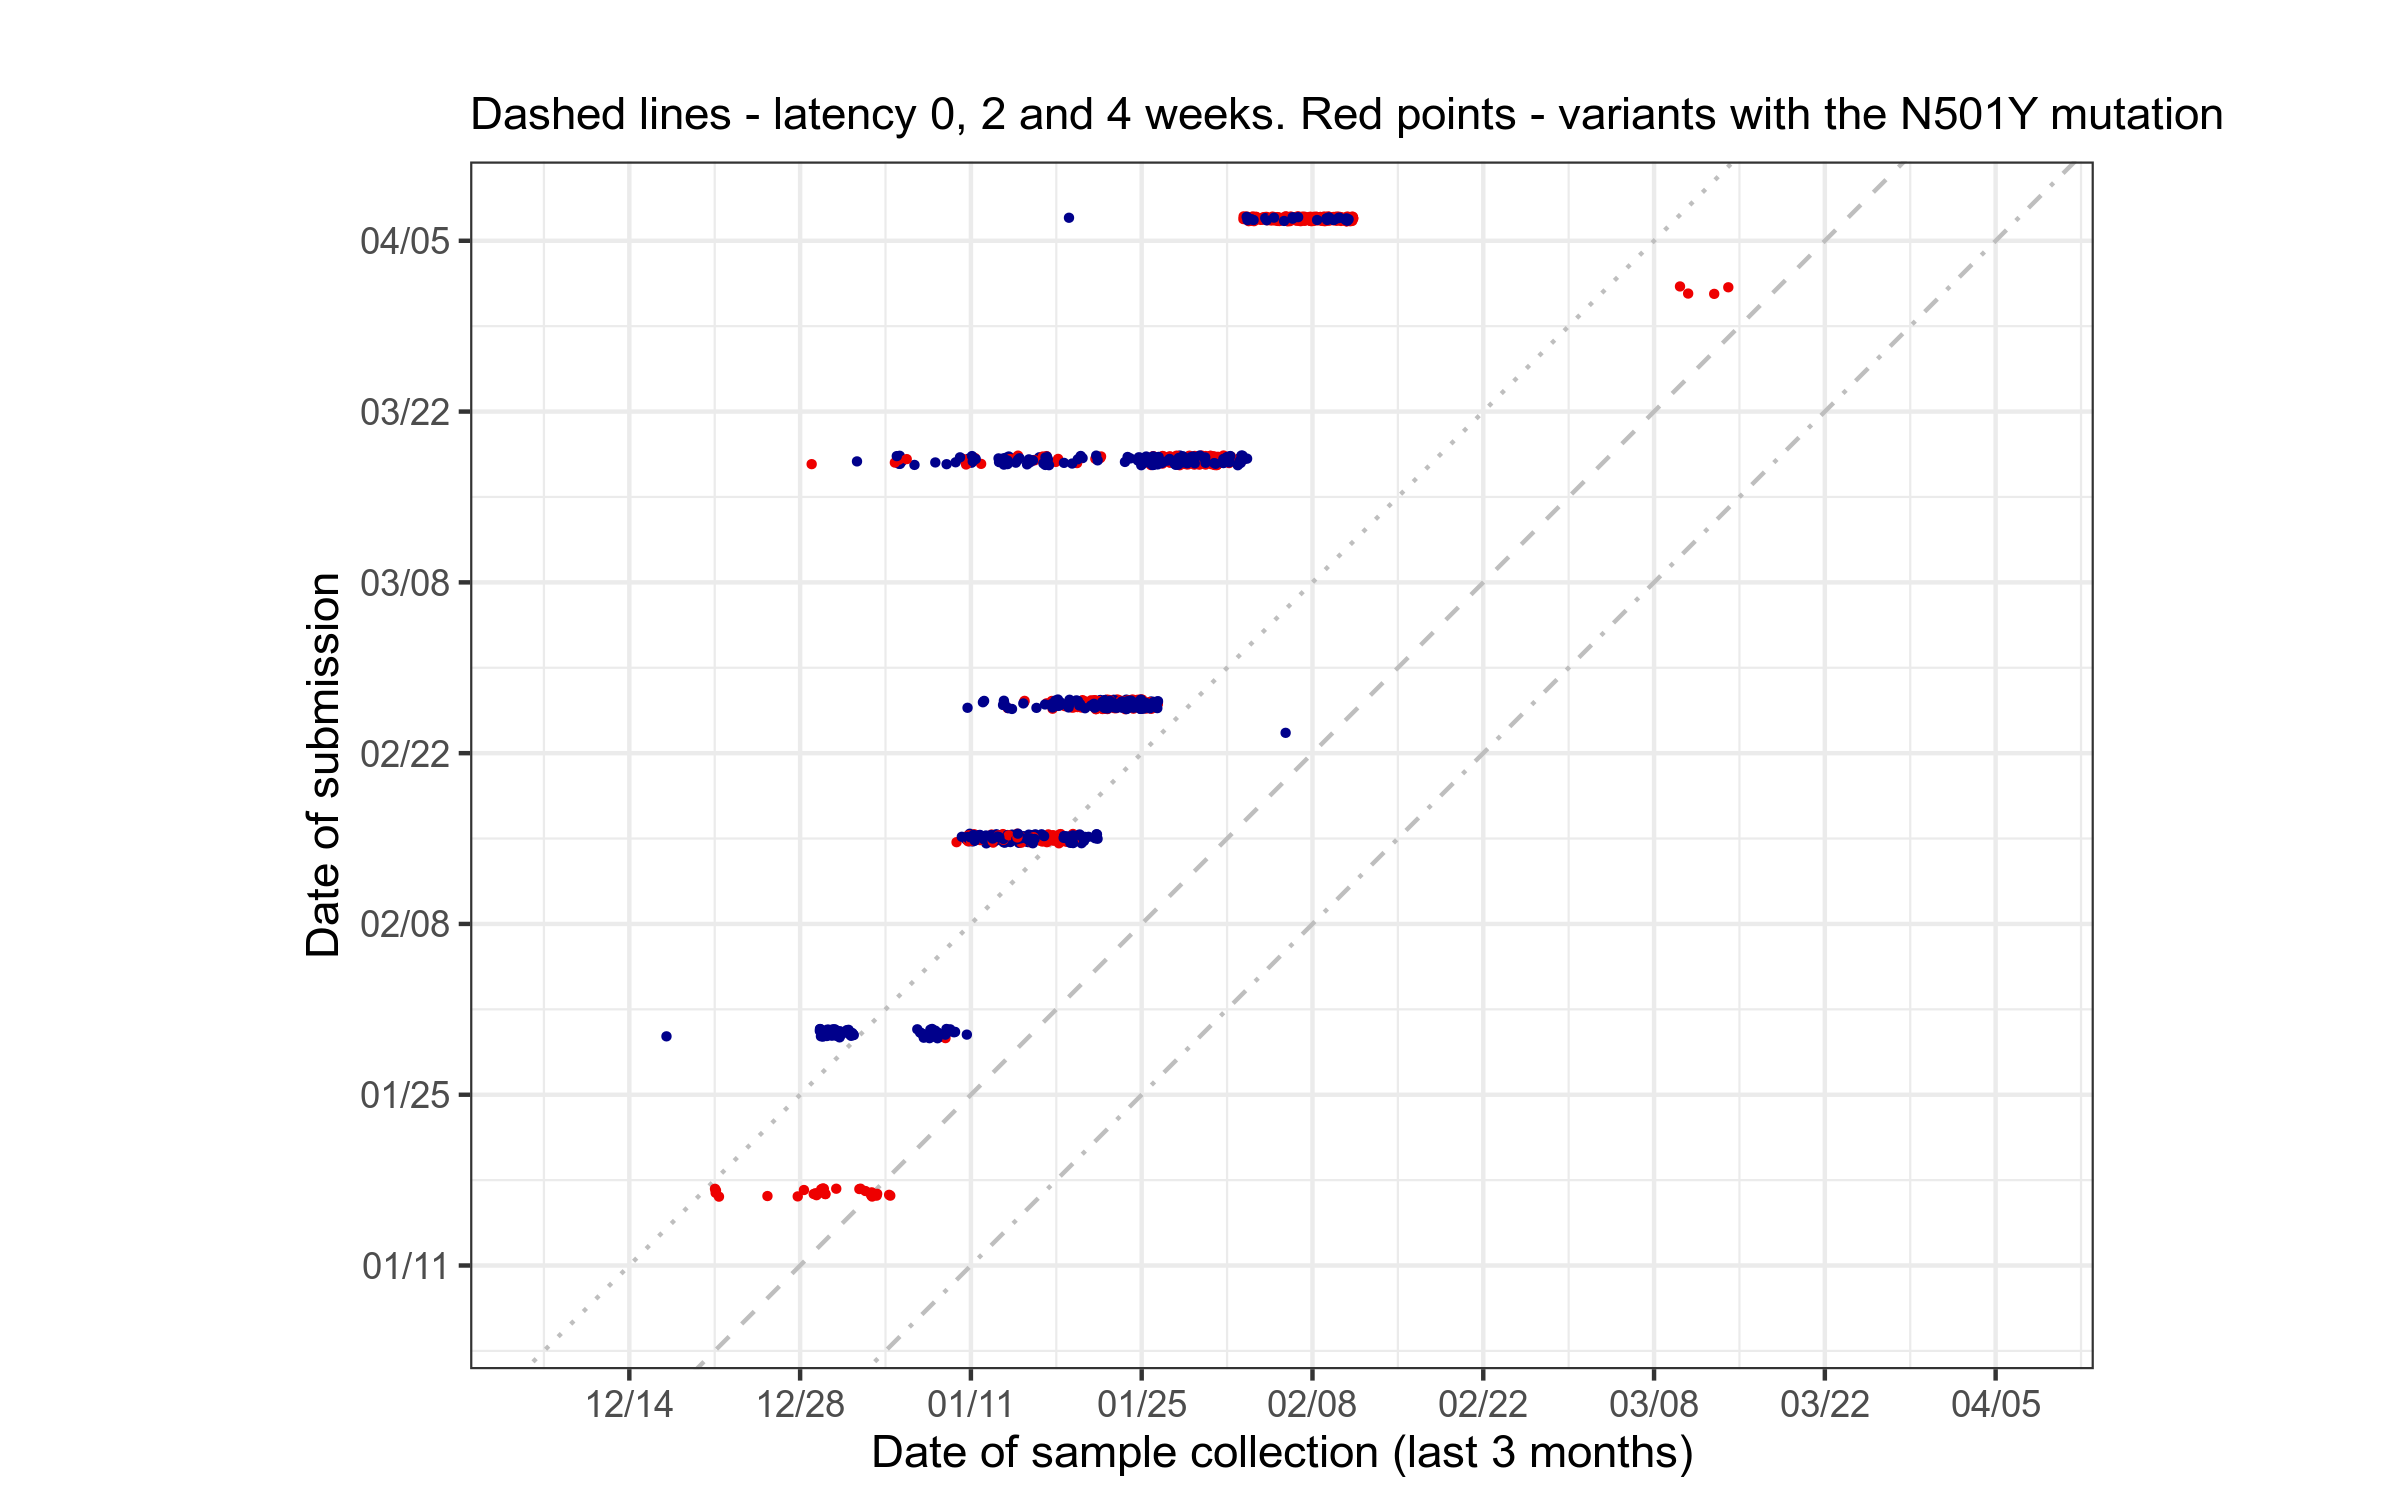 Dashed lines - latency 0, 2 and 4 weeks. Red points - variants with the N501Y mutation
Date of submission
04/05
03/22
03/08
02/22
02/08
01/25
01/11
12/14 12/28 01/11 01/25 02/08 02/22 03/08 03/22 04/05
Date of sample collection (last 3 months)